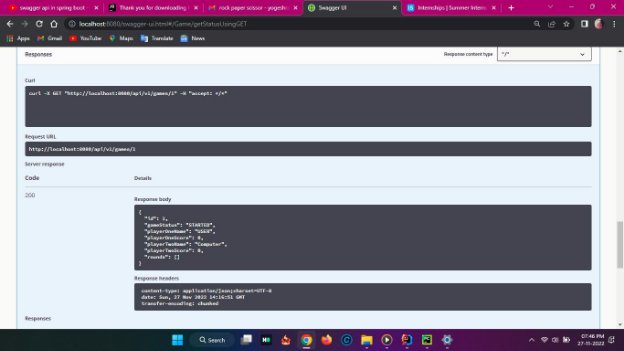 swagger api in spring boot
Thank you for downloading
rock paper scissor - yogeshwa
Swagger UI
Internships | Summer Intern
localhost:8080/swagger-ui.html#/Game/getStatusUsingGET
Apps
Gmail
YouTube
Maps
Translate
News
Responses
Response content type
*/*
Curl
curl -X GET "http://localhost:8080/api/v1/games/1" -H "accept: */*"
Request URL
http://localhost:8080/api/v1/games/1
Server response
Code
Details
200
Response body
{
"id": 1,
"gameStatus": "STARTED",
"playerOneName": "USER",
"playerOneScore": 0,
"playerTwoName": "Computer",
"playerTwoScore": 0,
"rounds": []
}
Response headers
content-type: application/json;charset=UTF-8
date: Sun, 27 Nov 2022 14:16:51 GMT
transfer-encoding: chunked
Responses
Search
07:46 PM
27-11-2022